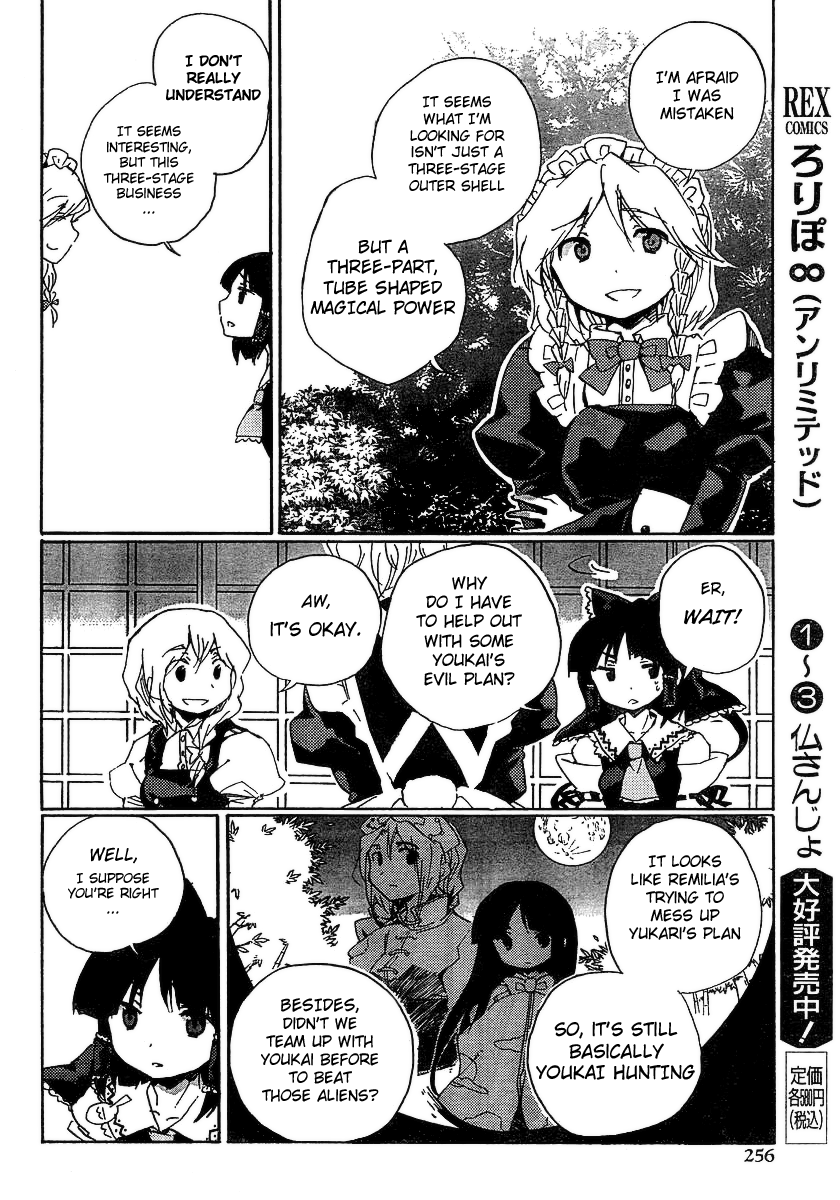 I'M AFRAID
I WAS
MISTAKEN
IT SEEMS
WHAT I'M
LOOKING FOR
ISN'T JUST A
THREE-STAGE
OUTER SHELL
BUT A
THREE-PART,
TUBE SHAPED
MAGICAL POWER
I DON'T
REALLY
UNDERSTAND
IT SEEMS
INTERESTING,
BUT THIS
THREE-STAGE
BUSINESS
...
ER,
WAIT!
WHY
DO I HAVE
TO HELP OUT
WITH SOME
YOUKAI'S
EVIL PLAN?
AW,
IT'S OKAY.
IT LOOKS
LIKE REMILIA'S
TRYING TO
MESS UP
YUKARI'S PLAN
SO, IT'S STILL
BASICALLY
YOUKAI HUNTING
BESIDES,
DIDN'T WE
TEAM UP WITH
YOUKAI BEFORE
TO BEAT
THOSE ALIENS?
WELL,
I SUPPOSE
YOU'RE RIGHT
...
REX
COMICS
ろりぽ∞(アンリミテッド)
❶～❸ 仏さんじょ
大好評発売中!
定価
各580円
(税込)
256